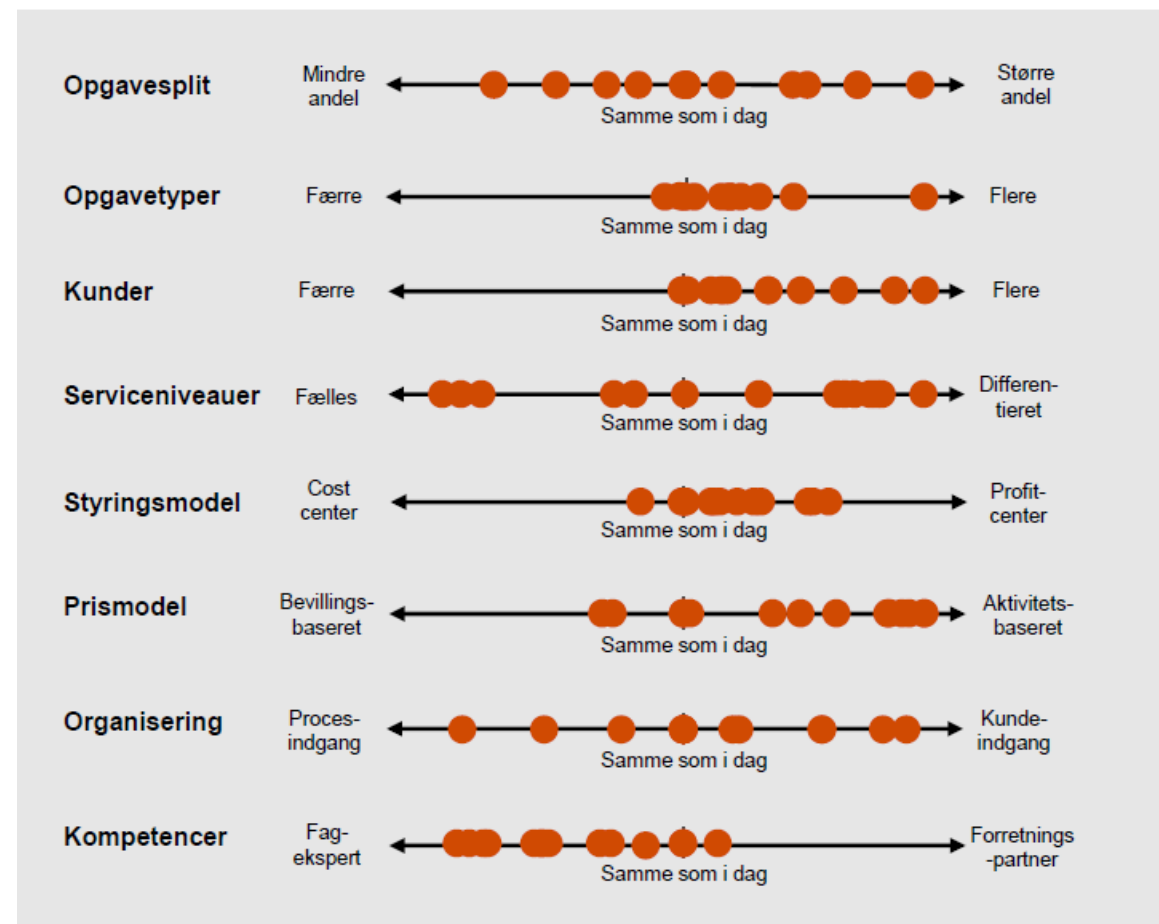 Opgavesplit
Mindre
andel
Samme som i dag
Større
andel
Opgavetyper
Færre
Samme som i dag
Flere
Kunder
Færre
Samme som i dag
Flere
Serviceniveauer
Fælles
Samme som i dag
Differen-
tieret
Styringsmodel
Cost
center
Samme som i dag
Profit-
center
Prismodel
Bevillings-
baseret
Samme som i dag
Aktivitets-
baseret
Organisering
Proces-
indgang
Samme som i dag
Kunde-
indgang
Kompetencer
Fag-
ekspert
Samme som i dag
Forretnings
-partner